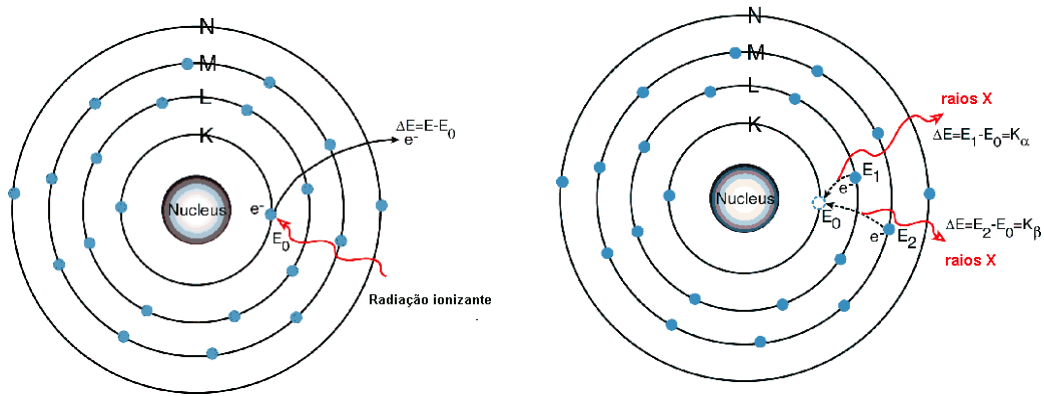 N
M
L
K
Nucleus
e-
E0
ΔE=E-E0
e-
Radiação ionizante
N
M
L
K
Nucleus
raios X
ΔE=E1-E0=Kα
E1
e-
E0
e-
E2
ΔE=E2-E0=Kβ
raios X